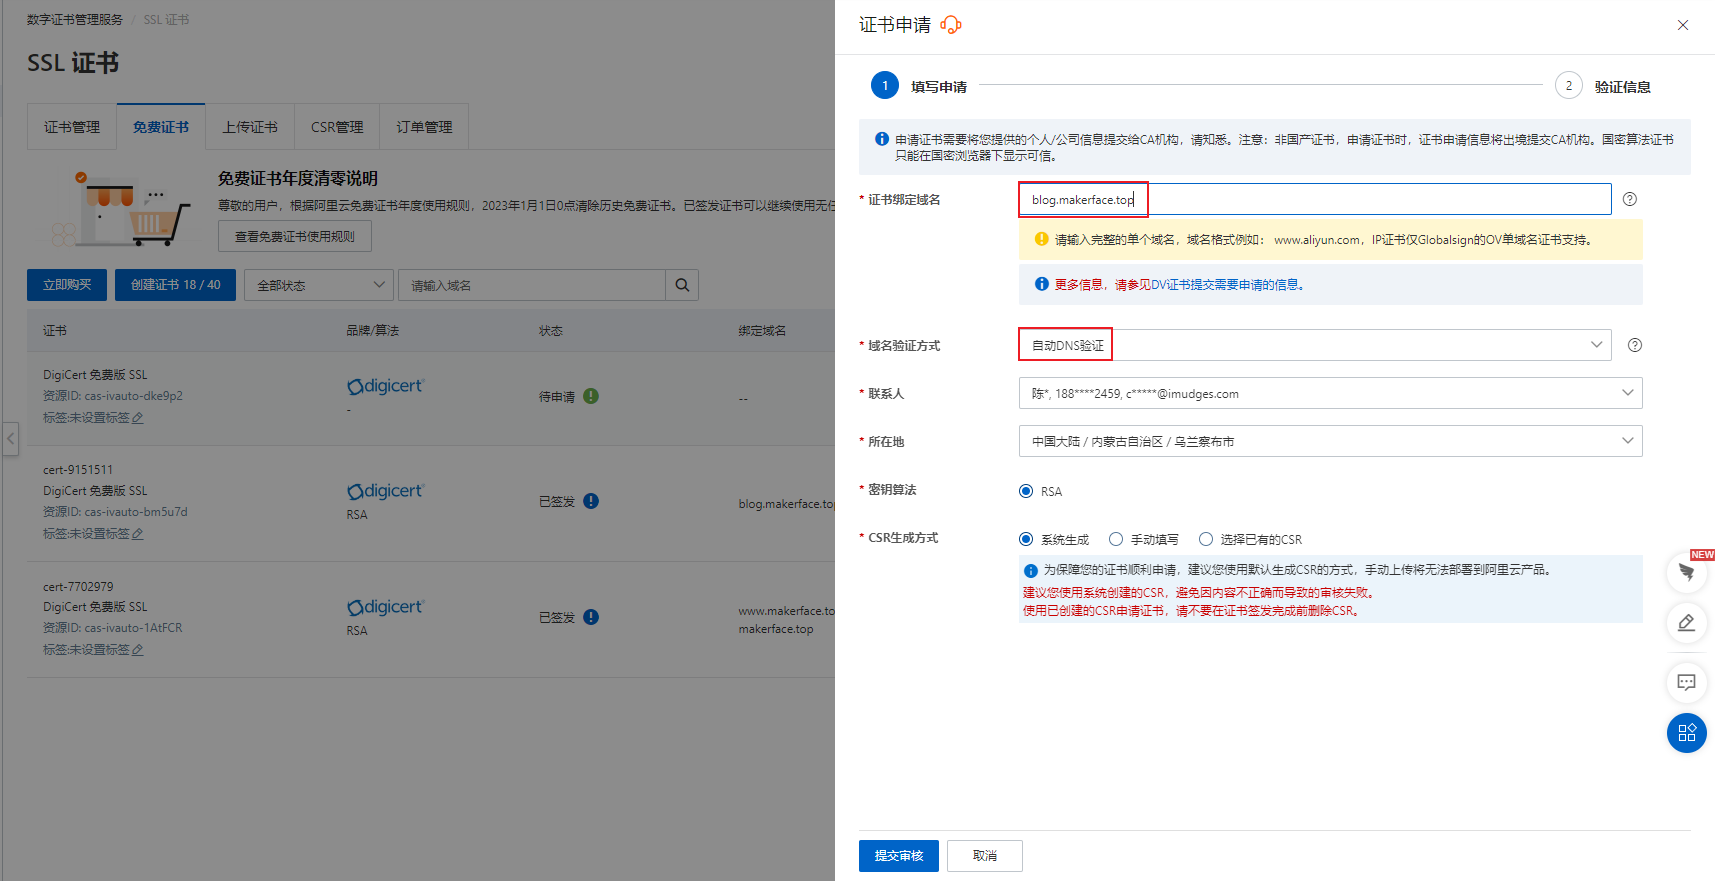 数字证书管理服务 / SSL 证书
SSL 证书
证书管理
免费证书
上传证书
CSR管理
订单管理
免费证书年度清零说明
尊敬的用户，根据阿里云免费证书年度使用规则，2023年1月1日0点清除历史免费证书。已签发证书可以继续使用无任
查看免费证书使用规则
立即购买
创建证书 18 / 40
全部状态
请输入域名
证书 品牌/算法 状态 绑定域名
DigiCert 免费版 SSL
资源ID: cas-ivauto-dke9p2
标签:未设置标签
digicert
-
待申请
--
cert-9151511
DigiCert 免费版 SSL
资源ID: cas-ivauto-bm5u7d
标签:未设置标签
digicert
RSA
已签发
blog.makerface.to
cert-7702979
DigiCert 免费版 SSL
资源ID: cas-ivauto-1AtFCR
标签:未设置标签
digicert
RSA
已签发
www.makerface.to
makerface.top
证书申请
1 填写申请
2 验证信息
申请证书需要将您提供的个人/公司信息提交给CA机构，请知悉。注意：非国产证书，申请证书时，证书申请信息将出境提交CA机构。国密算法证书
只能在国密浏览器下显示可信。
* 证书绑定域名
blog.makerface.top
请输入完整的单个域名，域名格式例如： www.aliyun.com，IP证书仅Globalsign的OV单域名证书支持。
更多信息，请参见DV证书提交需要申请的信息。
* 域名验证方式
自动DNS验证
* 联系人
陈*, 188****2459, c*****@imudges.com
* 所在地
中国大陆 / 内蒙古自治区 / 乌兰察布市
* 密钥算法
RSA
* CSR生成方式
系统生成 手动填写 选择已有的CSR
为保障您的证书顺利申请，建议您使用默认生成CSR的方式，手动上传将无法部署到阿里云产品。
建议您使用系统创建的CSR，避免因内容不正确而导致的审核失败。
使用已创建的CSR申请证书，请不要在证书签发完成前删除CSR。
NEW
提交审核
取消